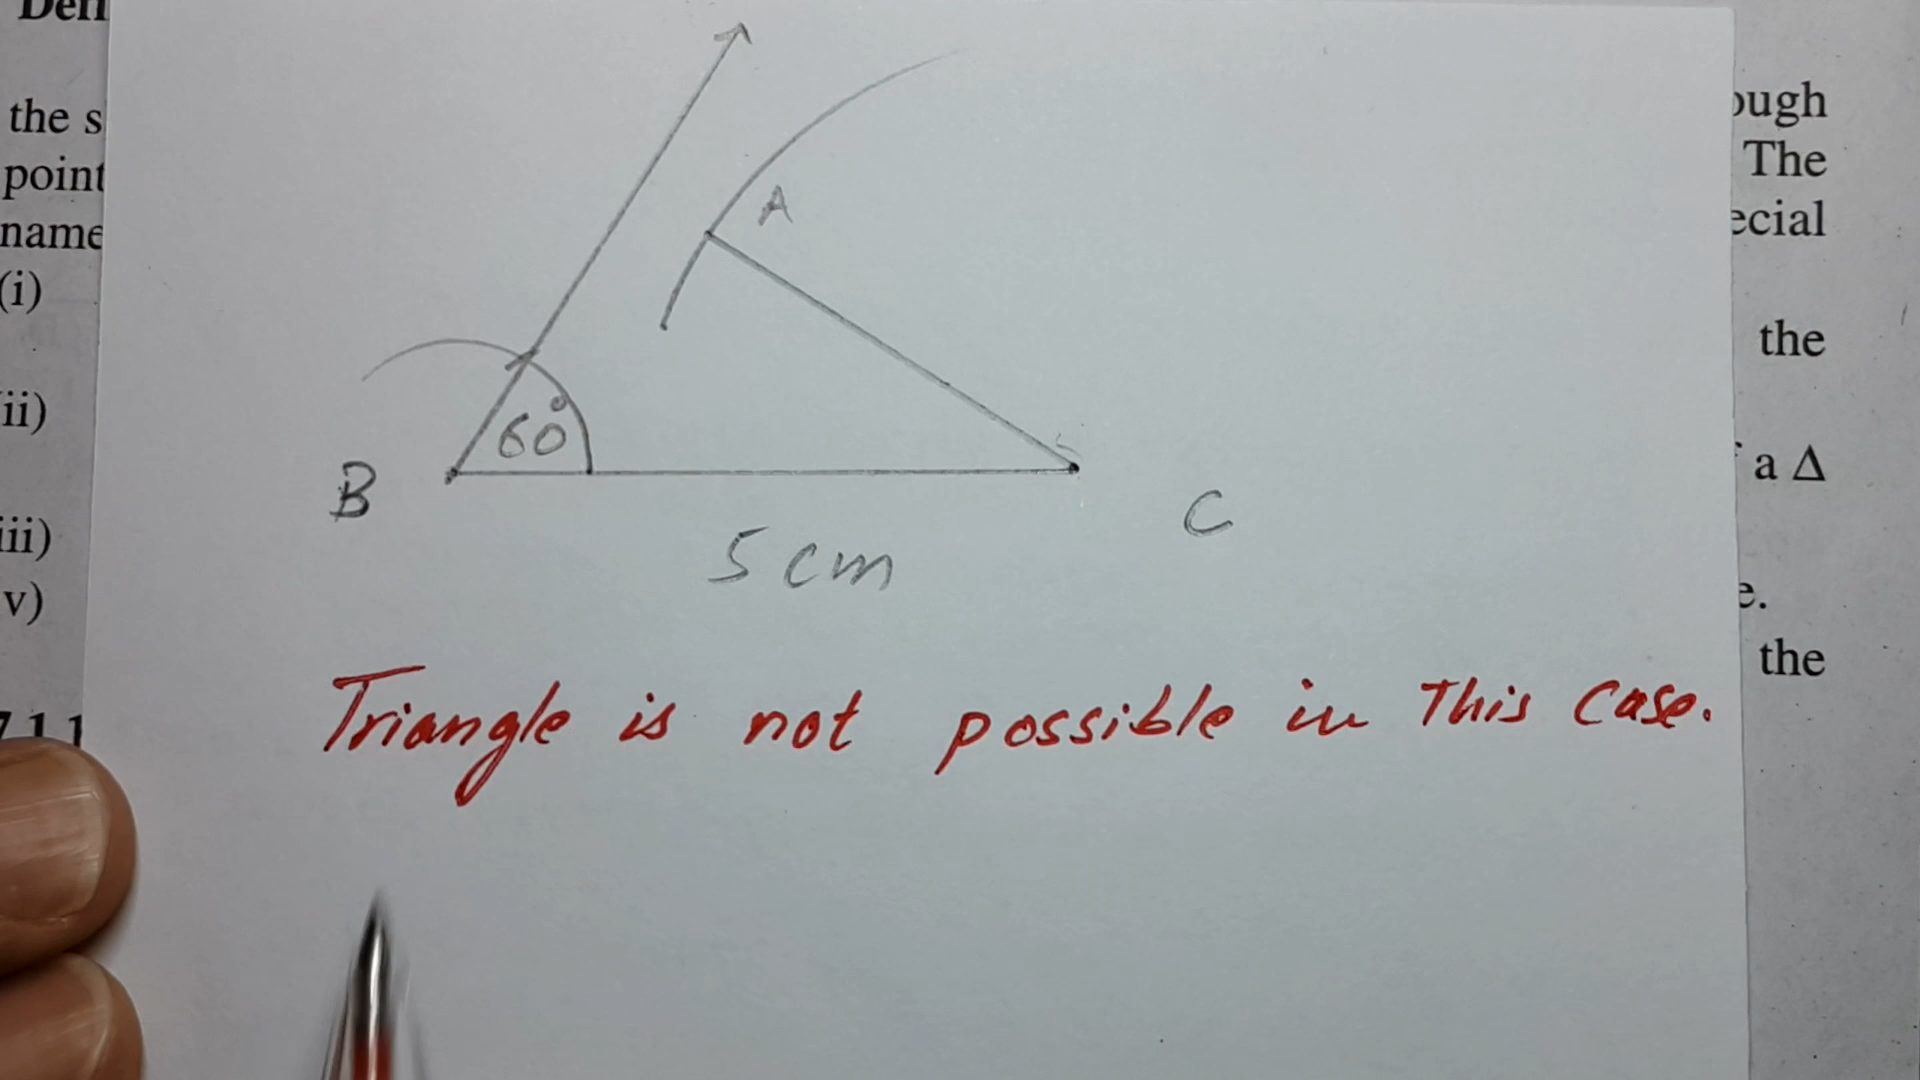 the s
ough
point
The
name
ecial
(i)
the
ii)
a Δ
iii)
v)
e.
the
A
60°
B
C
5 cm
Triangle is not possible in This Case.